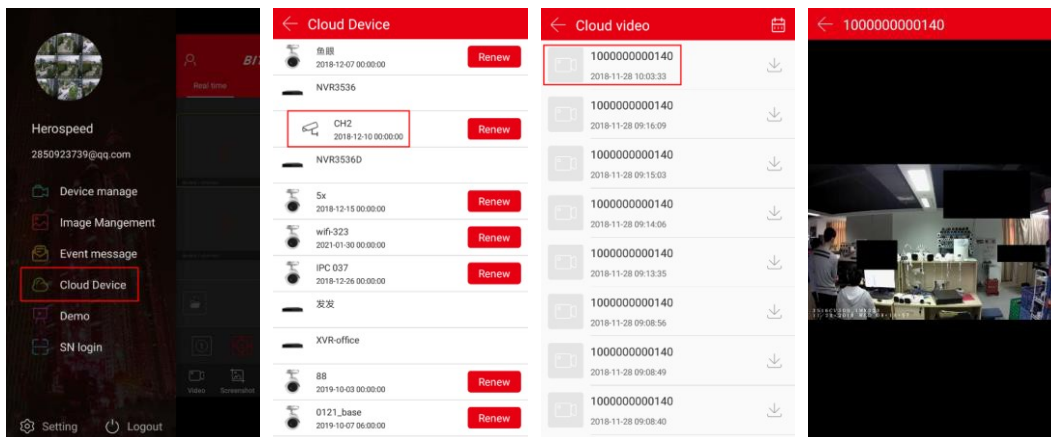 BIT
Real time
Herospeed
2850923739@qq.com
Device manage
Image Mangement
Event message
Cloud Device
Demo
SN login
Video
Screenshot
Setting
Logout
Cloud Device
鱼眼
2018-12-07 00:00:00
Renew
NVR3536
CH2
2018-12-10 00:00:00
Renew
NVR3536D
5x
2018-12-15 00:00:00
Renew
wifi-323
2021-01-30 00:00:00
Renew
IPC 037
2018-12-26 00:00:00
Renew
发发
XVR-office
88
2019-10-03 00:00:00
Renew
0121_base
2019-10-07 06:00:00
Renew
Cloud video
1000000000140
2018-11-28 10:03:33
1000000000140
2018-11-28 09:16:09
1000000000140
2018-11-28 09:15:03
1000000000140
2018-11-28 09:14:06
1000000000140
2018-11-28 09:13:35
1000000000140
2018-11-28 09:08:56
1000000000140
2018-11-28 09:08:49
1000000000140
2018-11-28 09:08:40
1000000000140